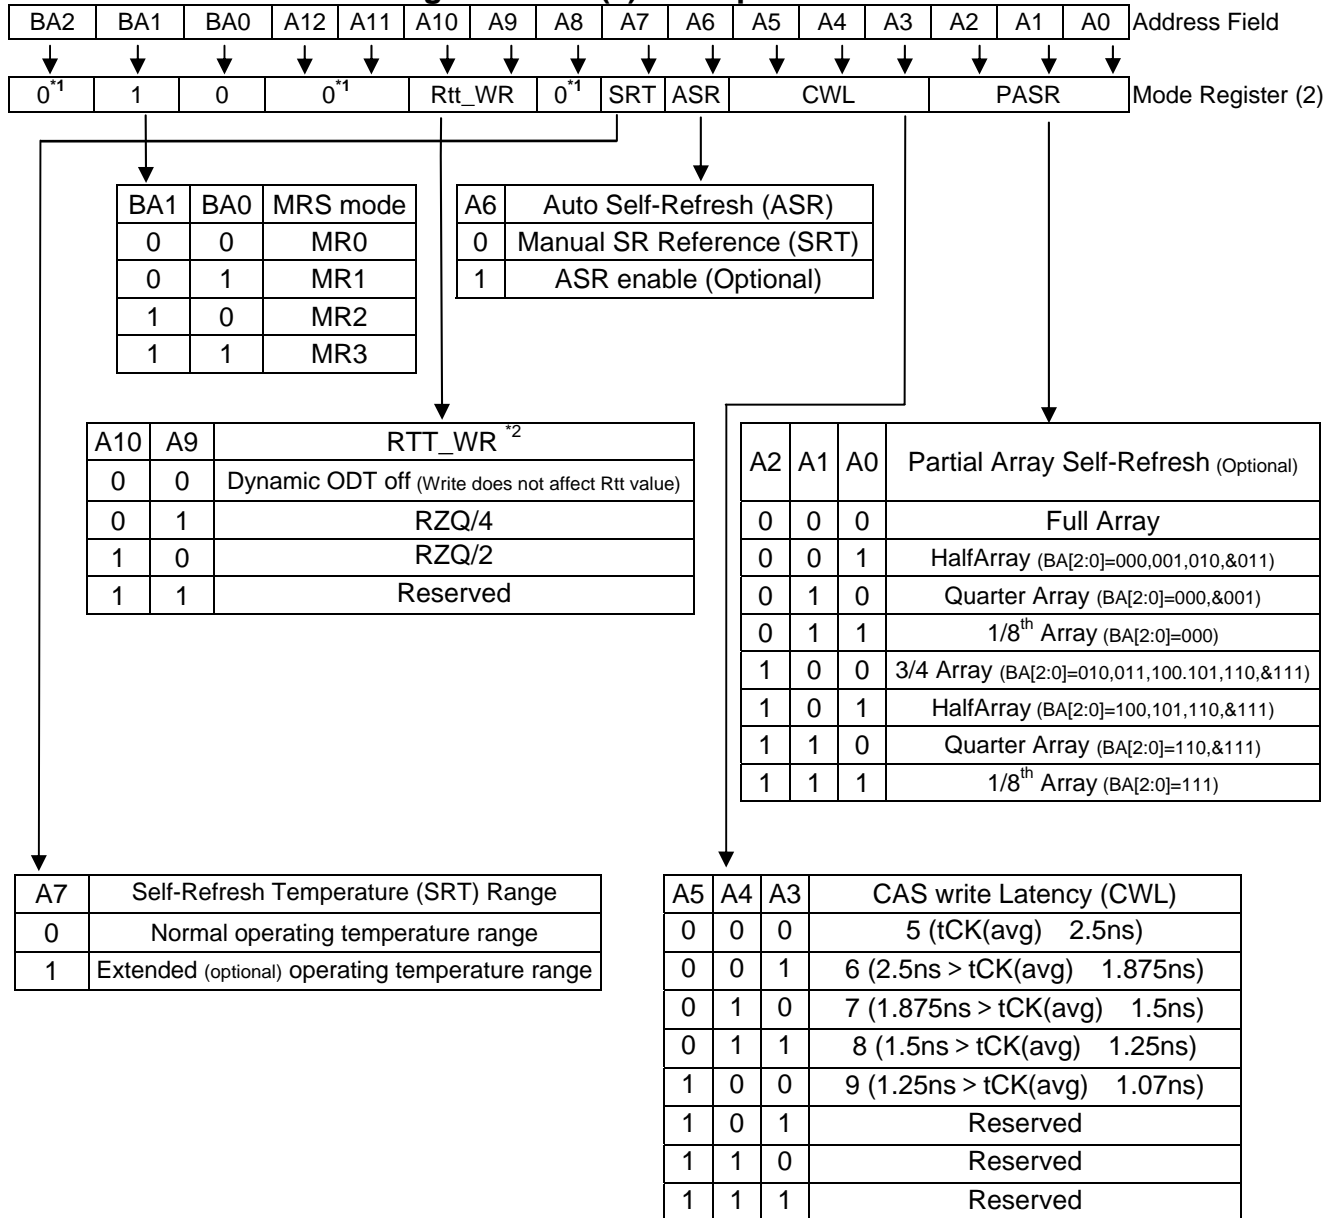 BA2 BA1 BA0 A12 A11 A10 A9 A8 A7 A6 A5 A4 A3 A2 A1 A0 Address Field
0*1 1 0 0*1 Rtt_WR 0*1 SRT ASR CWL PASR Mode Register (2)
BA1 BA0 MRS mode
0 0 MR0
0 1 MR1
1 0 MR2
1 1 MR3
A6 Auto Self-Refresh (ASR)
0 Manual SR Reference (SRT)
1 ASR enable (Optional)
A10 A9 RTT_WR *2
0 0 Dynamic ODT off (Write does not affect Rtt value)
0 1 RZQ/4
1 0 RZQ/2
1 1 Reserved
A2 A1 A0 Partial Array Self-Refresh (Optional)
0 0 0 Full Array
0 0 1 HalfArray (BA[2:0]=000,001,010,&011)
0 1 0 Quarter Array (BA[2:0]=000,&001)
0 1 1 1/8th Array (BA[2:0]=000)
1 0 0 3/4 Array (BA[2:0]=010,011,100.101,110,&111)
1 0 1 HalfArray (BA[2:0]=100,101,110,&111)
1 1 0 Quarter Array (BA[2:0]=110,&111)
1 1 1 1/8th Array (BA[2:0]=111)
A7 Self-Refresh Temperature (SRT) Range
0 Normal operating temperature range
1 Extended (optional) operating temperature range
A5 A4 A3 CAS write Latency (CWL)
0 0 0 5 (tCK(avg) 2.5ns)
0 0 1 6 (2.5ns > tCK(avg) 1.875ns)
0 1 0 7 (1.875ns > tCK(avg) 1.5ns)
0 1 1 8 (1.5ns > tCK(avg) 1.25ns)
1 0 0 9 (1.25ns > tCK(avg) 1.07ns)
1 0 1 Reserved
1 1 0 Reserved
1 1 1 Reserved